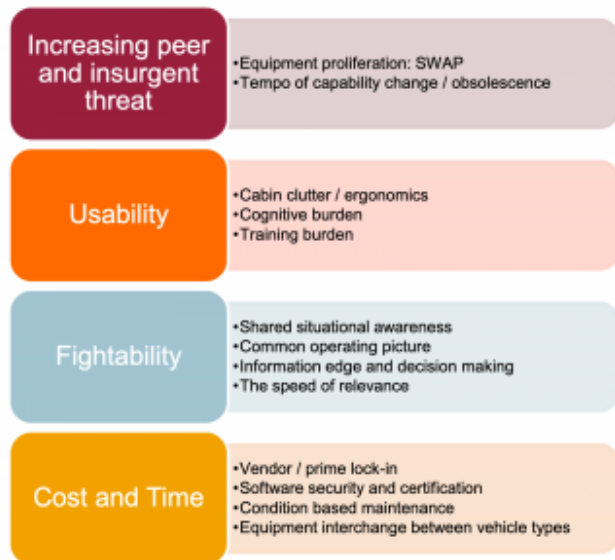 Increasing peer
and insurgent
threat
•Equipment proliferation: SWAP
•Tempo of capability change / obsolescence
Usability
•Cabin clutter / ergonomics
•Cognitive burden
•Training burden
Fightability
•Shared situational awareness
•Common operating picture
•Information edge and decision making
•The speed of relevance
Cost and Time
•Vendor / prime lock-in
•Software security and certification
•Condition based maintenance
•Equipment interchange between vehicle types